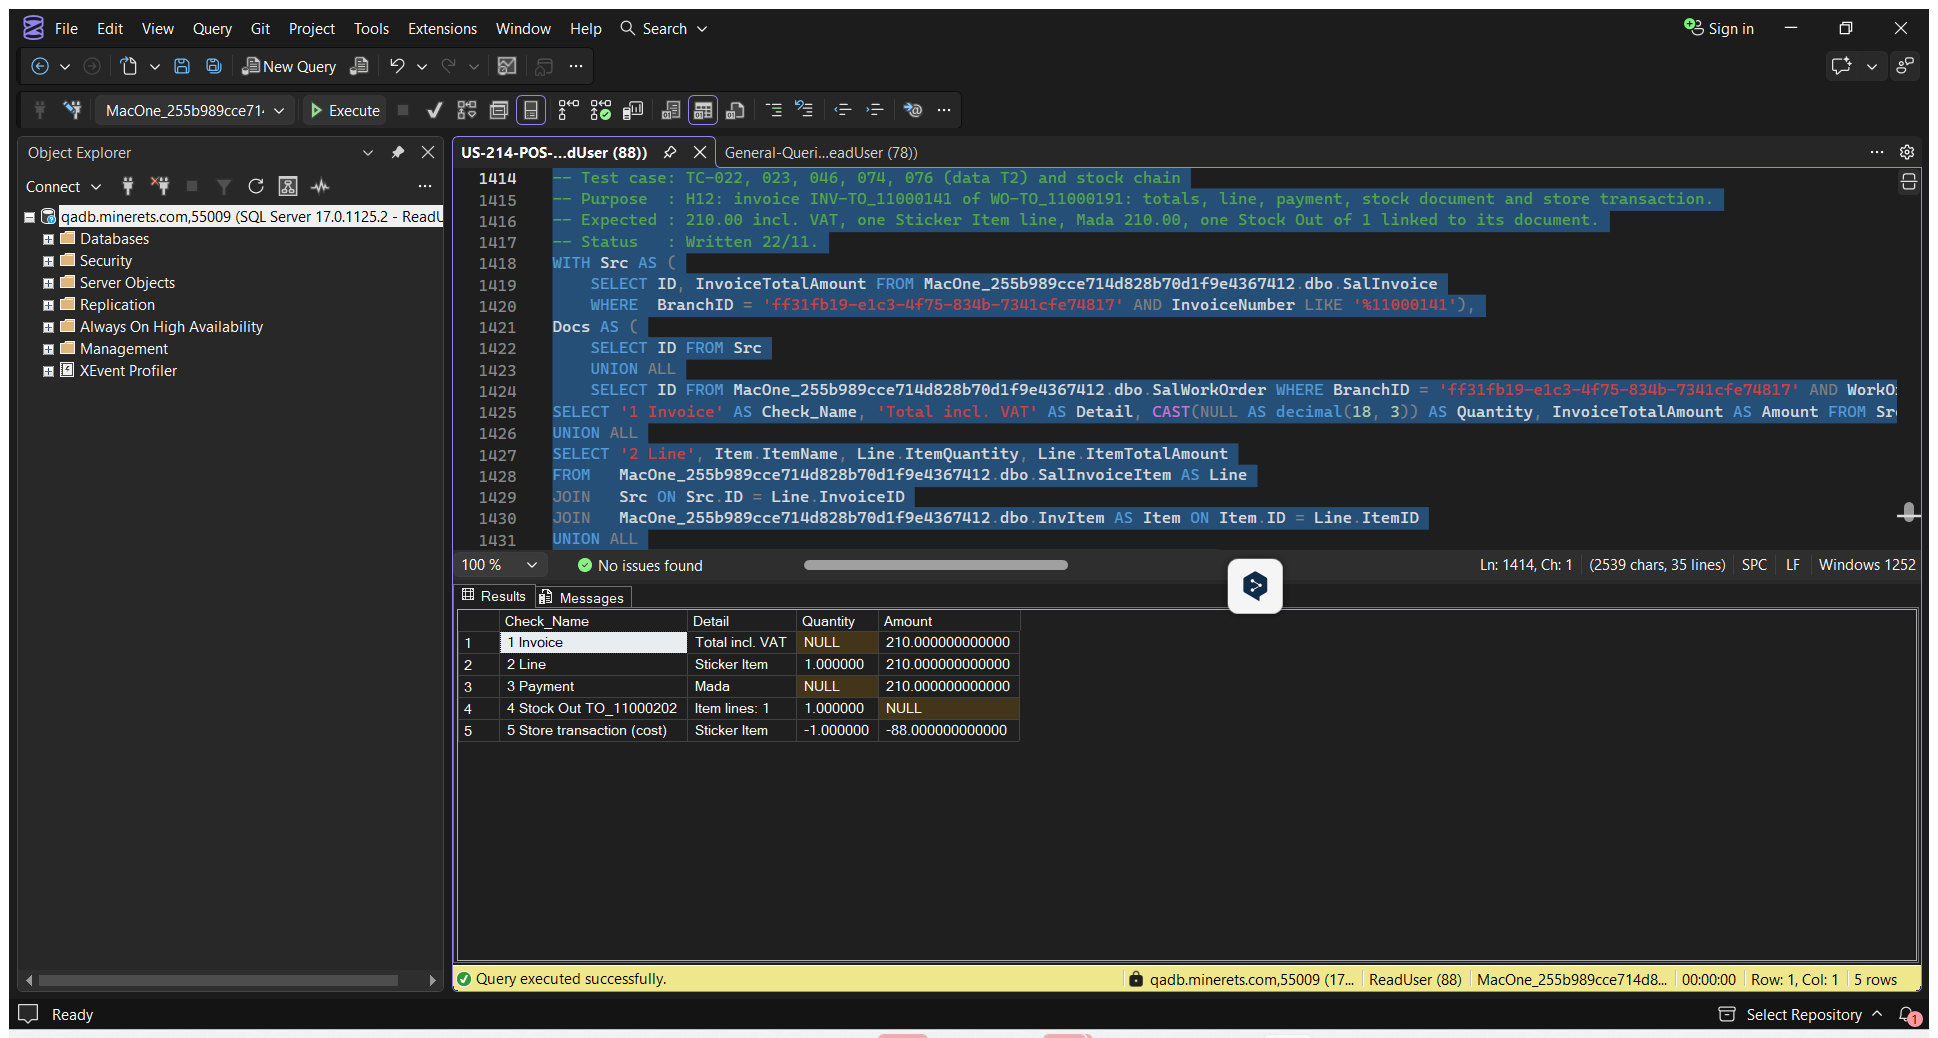 File Edit View Query Git Project Tools Extensions Window Help Search Sign in
New Query
MacOne_255b989cce714 Execute
Object Explorer
Connect
qadb.minerets.com,55009 (SQL Server 17.0.1125.2 - ReadU
Databases
Security
Server Objects
Replication
Always On High Availability
Management
XEvent Profiler
US-214-POS-...dUser (88)) General-Queri...eadUser (78))
1414 -- Test case: TC-022, 023, 046, 074, 076 (data T2) and stock chain
1415 -- Purpose : H12: invoice INV-TO_11000141 of WO-TO_11000191: totals, line, payment, stock document and store transaction.
1416 -- Expected : 210.00 incl. VAT, one Sticker Item line, Mada 210.00, one Stock Out of 1 linked to its document.
1417 -- Status : Written 22/11.
1418 WITH Src AS (
1419 SELECT ID, InvoiceTotalAmount FROM MacOne_255b989cce714d828b70d1f9e4367412.dbo.SalInvoice
1420 WHERE BranchID = 'ff31fb19-e1c3-4f75-834b-7341cfe74817' AND InvoiceNumber LIKE '%11000141'),
1421 Docs AS (
1422 SELECT ID FROM Src
1423 UNION ALL
1424 SELECT ID FROM MacOne_255b989cce714d828b70d1f9e4367412.dbo.SalWorkOrder WHERE BranchID = 'ff31fb19-e1c3-4f75-834b-7341cfe74817' AND WorkO
1425 SELECT '1 Invoice' AS Check_Name, 'Total incl. VAT' AS Detail, CAST(NULL AS decimal(18, 3)) AS Quantity, InvoiceTotalAmount AS Amount FROM Sr
1426 UNION ALL
1427 SELECT '2 Line', Item.ItemName, Line.ItemQuantity, Line.ItemTotalAmount
1428 FROM MacOne_255b989cce714d828b70d1f9e4367412.dbo.SalInvoiceItem AS Line
1429 JOIN Src ON Src.ID = Line.InvoiceID
1430 JOIN MacOne_255b989cce714d828b70d1f9e4367412.dbo.InvItem AS Item ON Item.ID = Line.ItemID
1431 UNION ALL
100 % No issues found Ln: 1414, Ch: 1 (2539 chars, 35 lines) SPC LF Windows 1252
Results Messages
Check_Name Detail Quantity Amount
1 1 Invoice Total incl. VAT NULL 210.000000000000
2 2 Line Sticker Item 1.000000 210.000000000000
3 3 Payment Mada NULL 210.000000000000
4 4 Stock Out TO_11000202 Item lines: 1 1.000000 NULL
5 5 Store transaction (cost) Sticker Item -1.000000 -88.000000000000
Query executed successfully. qadb.minerets.com,55009 (17... ReadUser (88) MacOne_255b989cce714d8... 00:00:00 Row: 1, Col: 1 5 rows
Ready Select Repository 1